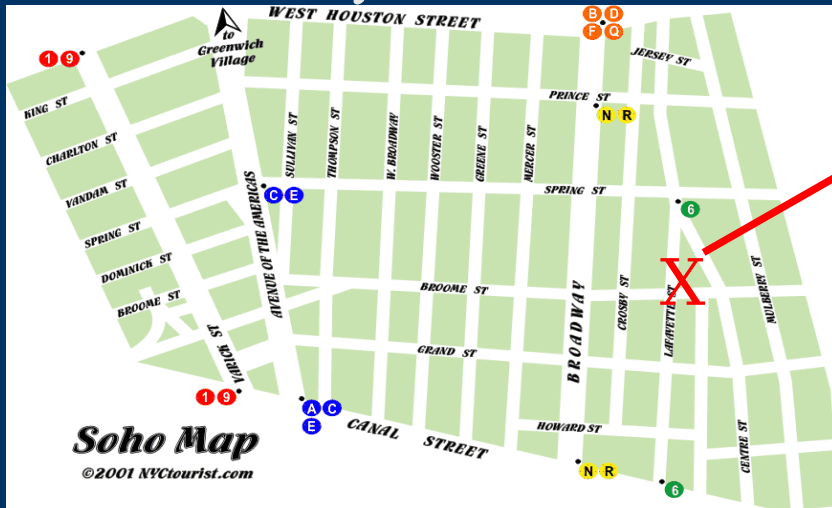 WEST HOUSTON STREET
B D
F Q
to
Greenwich
Village
JERSEY ST
1 9
KING ST
PRINCE ST
N R
CHARLTON ST
SULLIVAN ST
THOMPSON ST
W. BROADWAY
WOOSTER ST
GREENE ST
MERCER ST
VANDAM ST
C E
SPRING ST
6
SPRING ST
AVENUE OF THE AMERICAS
DOMINICK ST
BROOME ST
BROOME ST
BROADWAY
CROSBY ST
LAFAYETTE ST
X
MULBERRY ST
VARICH ST
GRAND ST
1 9
A C
E
CANAL STREET
HOWARD ST
CENTRE ST
N R
6
Soho Map
©2001 NYCtourist.com